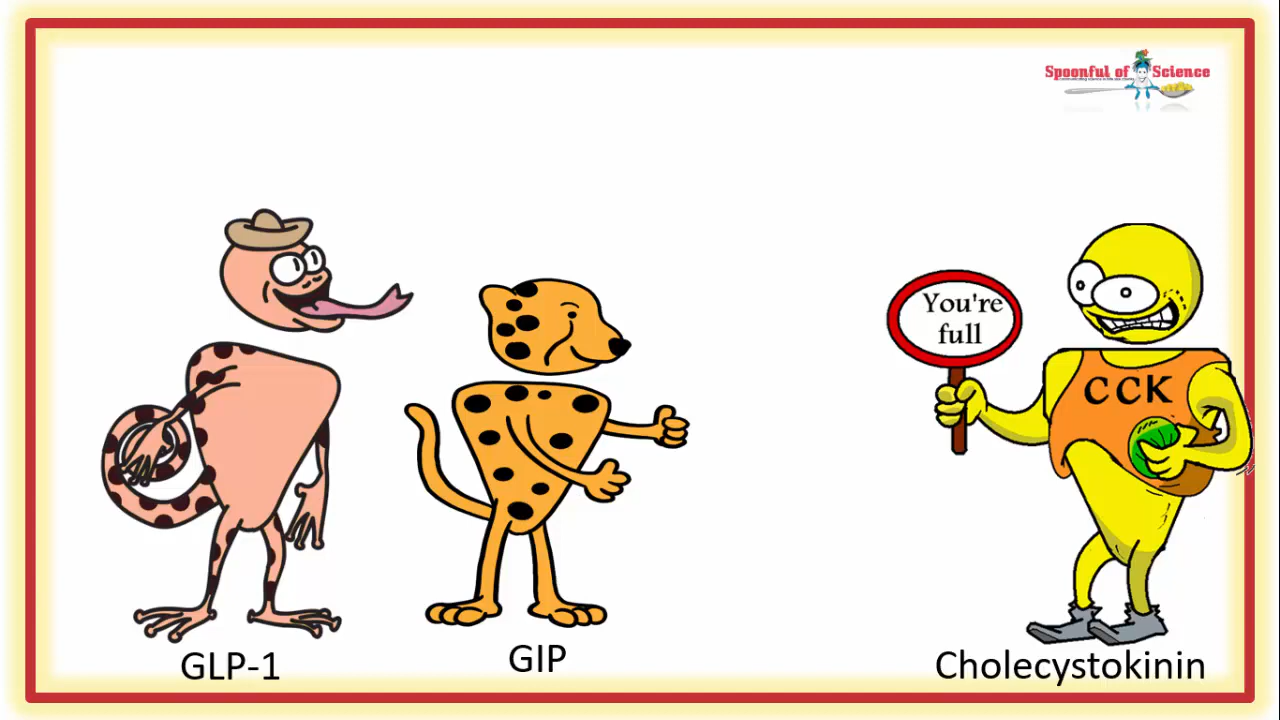 Spoonful of Science
You're
full
CCK
GLP-1
GIP
Cholecystokinin